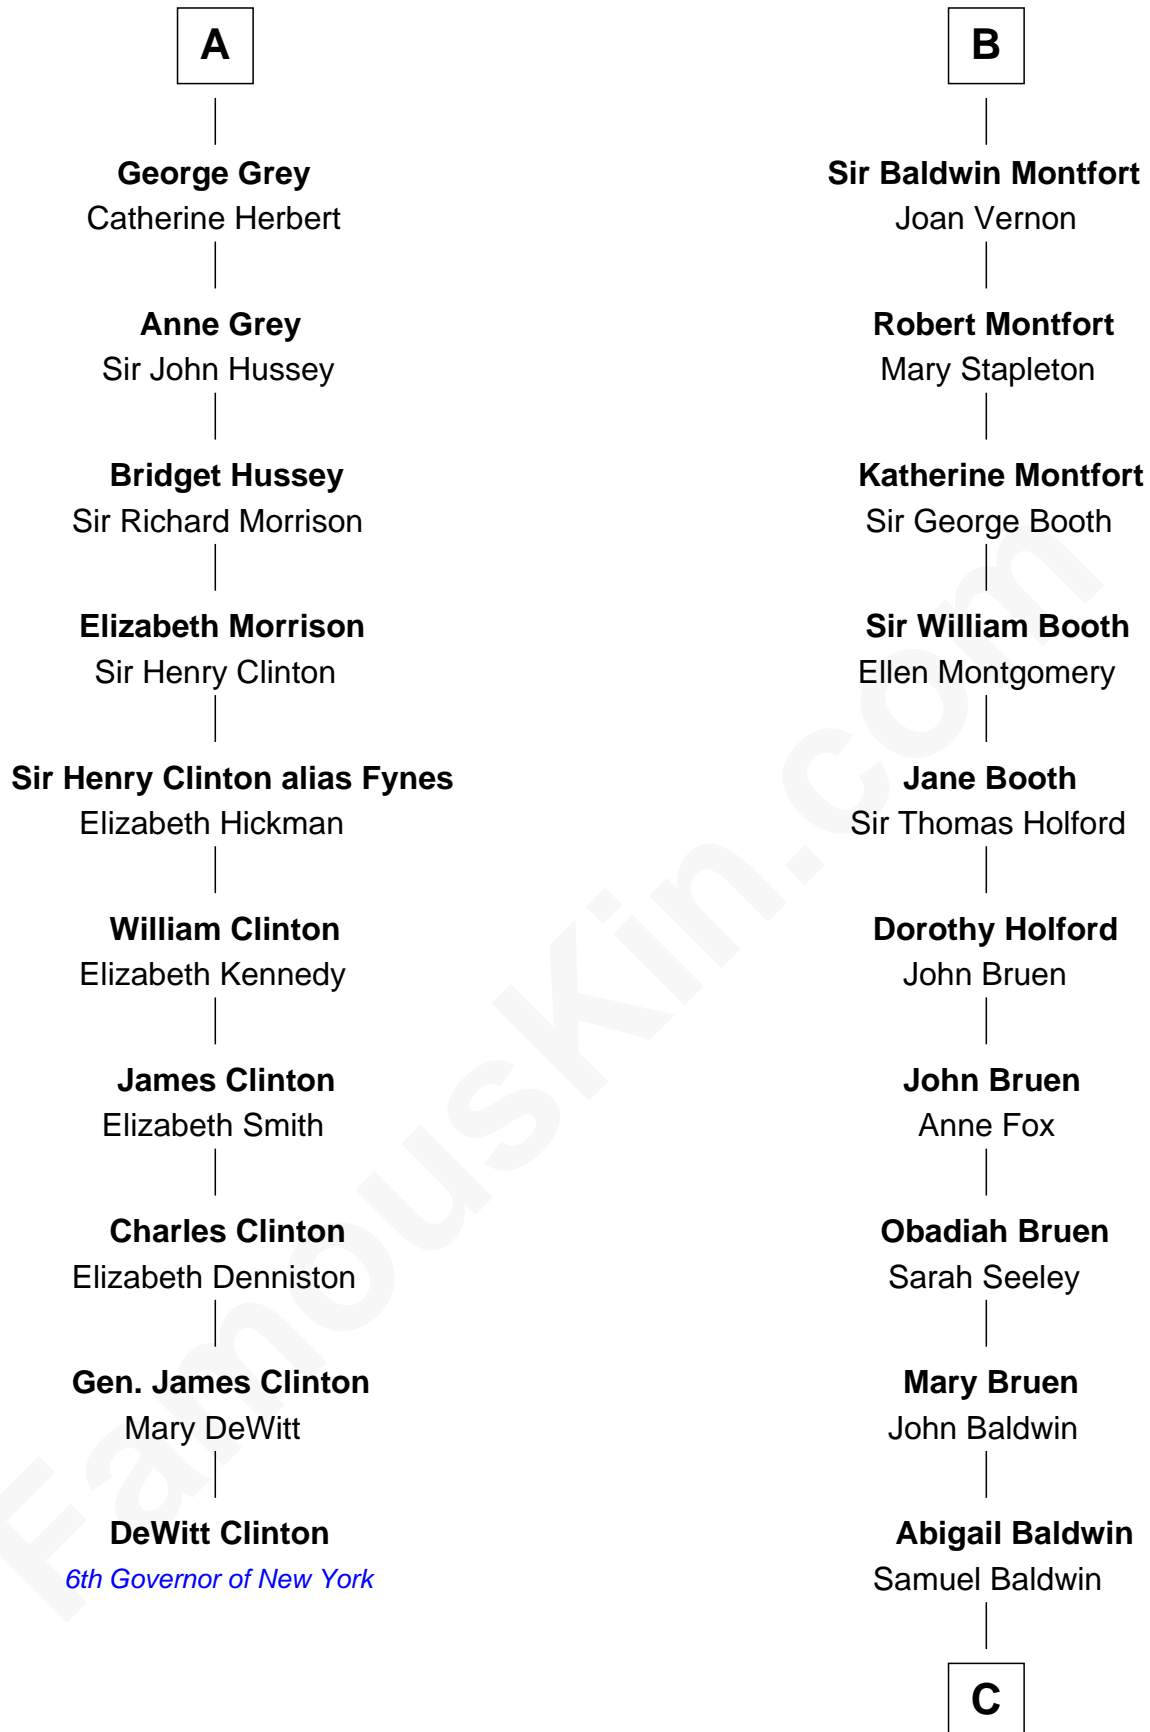 A
George Grey
Catherine Herbert
Anne Grey
Sir John Hussey
Bridget Hussey
Sir Richard Morrison
Elizabeth Morrison
Sir Henry Clinton
Sir Henry Clinton alias Fynes
Elizabeth Hickman
William Clinton
Elizabeth Kennedy
James Clinton
Elizabeth Smith
Charles Clinton
Elizabeth Denniston
Gen. James Clinton
Mary DeWitt
DeWitt Clinton
6th Governor of New York
B
Sir Baldwin Montfort
Joan Vernon
Robert Montfort
Mary Stapleton
Katherine Montfort
Sir George Booth
Sir William Booth
Ellen Montgomery
Jane Booth
Sir Thomas Holford
Dorothy Holford
John Bruen
John Bruen
Anne Fox
Obadiah Bruen
Sarah Seeley
Mary Bruen
John Baldwin
Abigail Baldwin
Samuel Baldwin
C
FamousKin.com